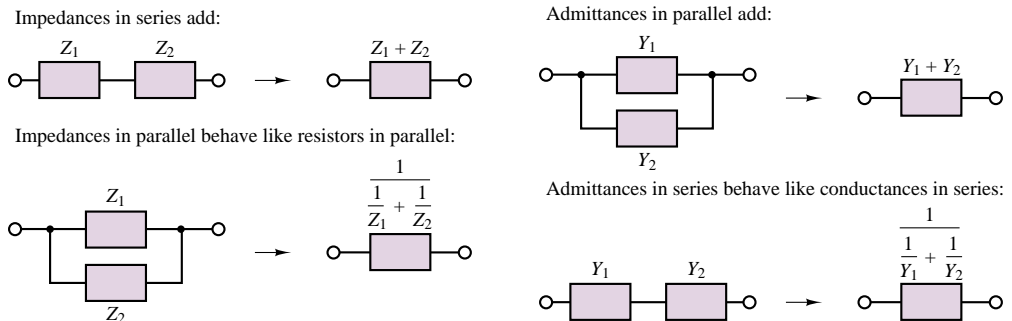 Impedances in series add:
Z1 Z2 Z1 + Z2
Impedances in parallel behave like resistors in parallel:
Z1
Z2
1
1 1
+
Z1 Z2
Admittances in parallel add:
Y1
Y2
Y1 + Y2
Admittances in series behave like conductances in series:
Y1 Y2
1
1 1
+
Y1 Y2